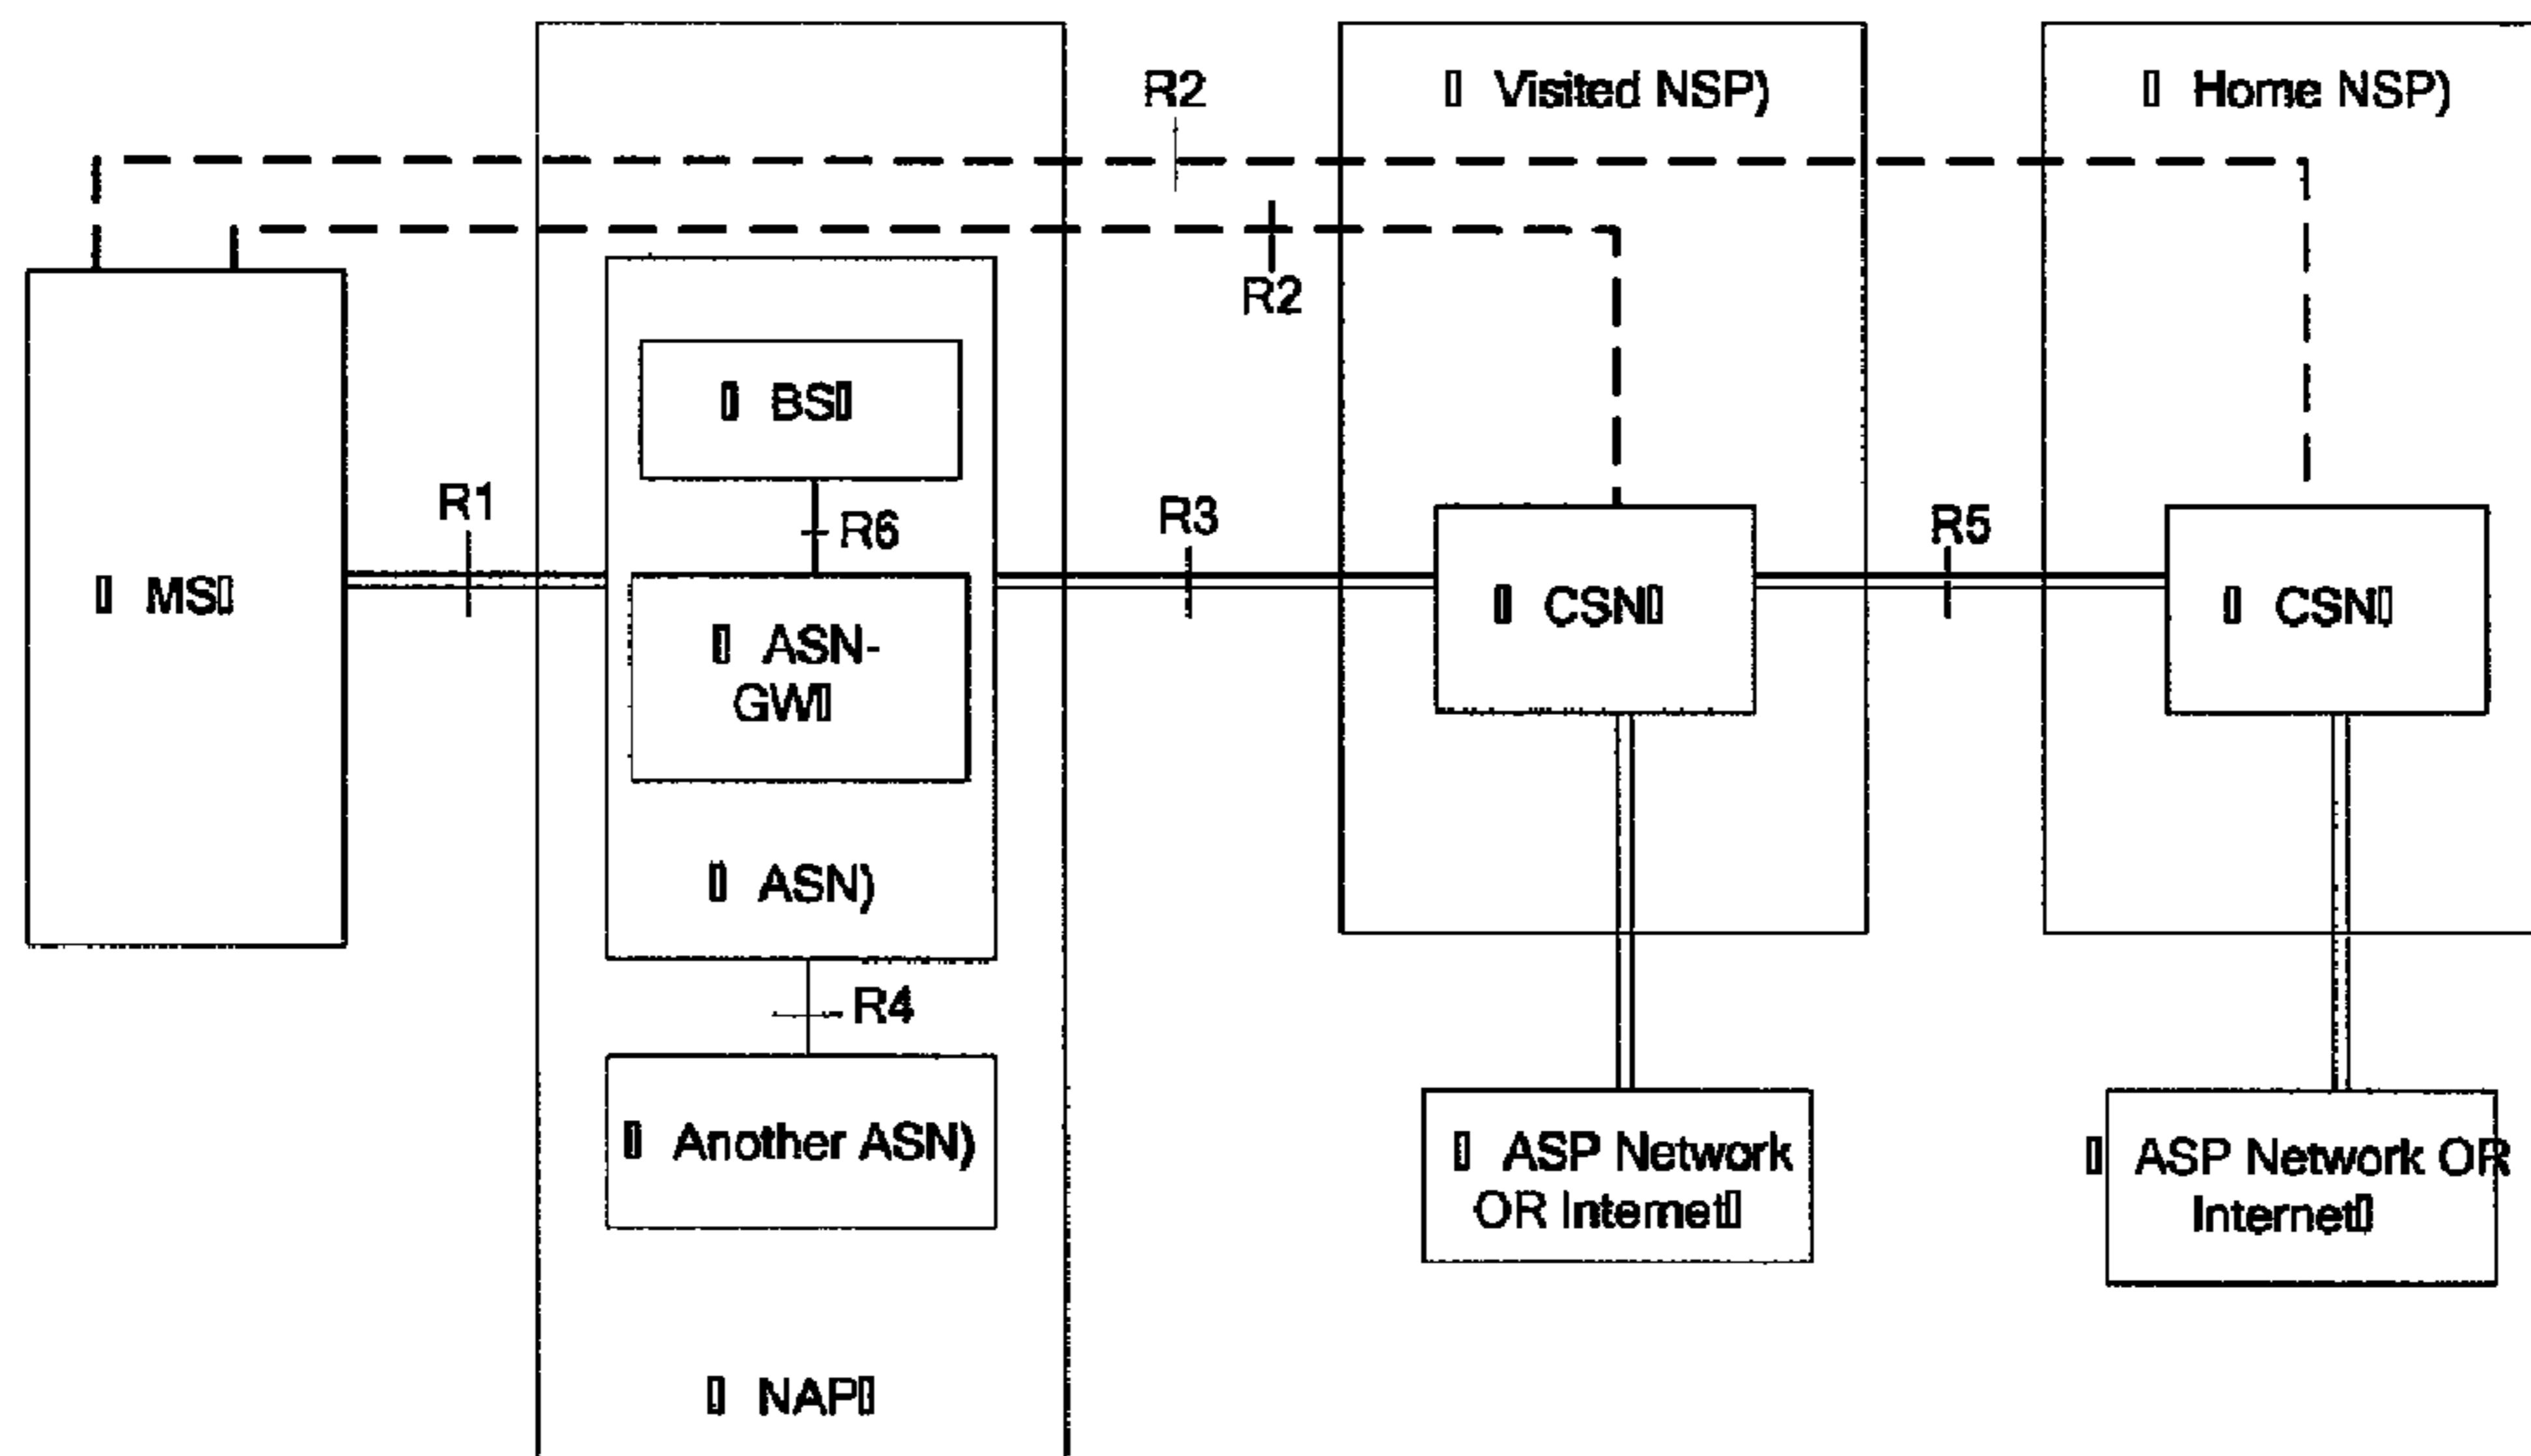 R2
▯ Visited NSP)
▯ Home NSP)
R2
▯ BS▯
R1
R6
R3
R5
▯ MS▯
▯ ASN-
GW▯
▯ CSN▯
▯ CSN▯
▯ ASN)
R4
▯ Another ASN)
▯ ASP Network
OR Internet▯
▯ ASP Network OR
Internet▯
▯ NAP▯